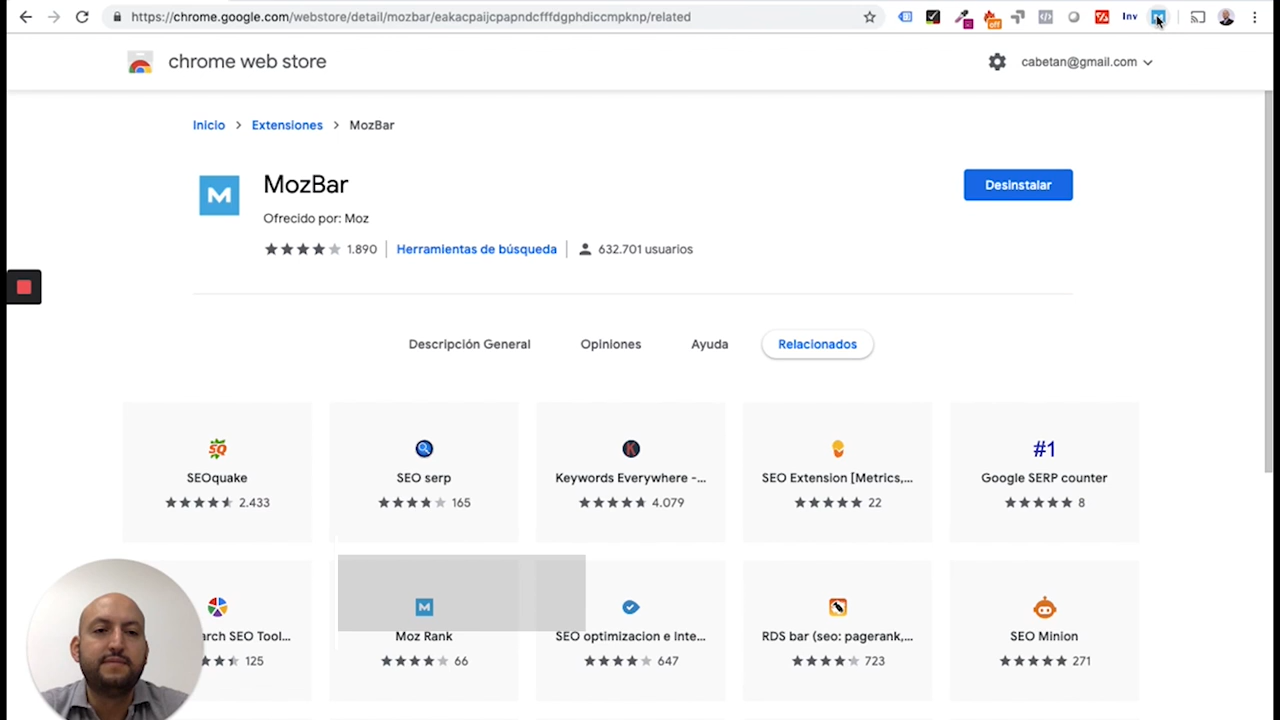 https://chrome.google.com/webstore/detail/mozbar/eakacpaijcpapndcfffdgphdiccmpknp/related
off
Inv
chrome web store
cabetan@gmail.com
Inicio > Extensiones > MozBar
M
MozBar
Desinstalar
Ofrecido por: Moz
1.890 | Herramientas de búsqueda | 632.701 usuarios
Descripción General
Opiniones
Ayuda
Relacionados
SQ
K
#1
SEOquake
SEO serp
Keywords Everywhere -...
SEO Extension [Metrics,...
Google SERP counter
2.433
165
4.079
22
8
M
arch SEO Tool...
Moz Rank
SEO optimizacion e Inte...
RDS bar (seo: pagerank,...
SEO Minion
125
66
647
723
271